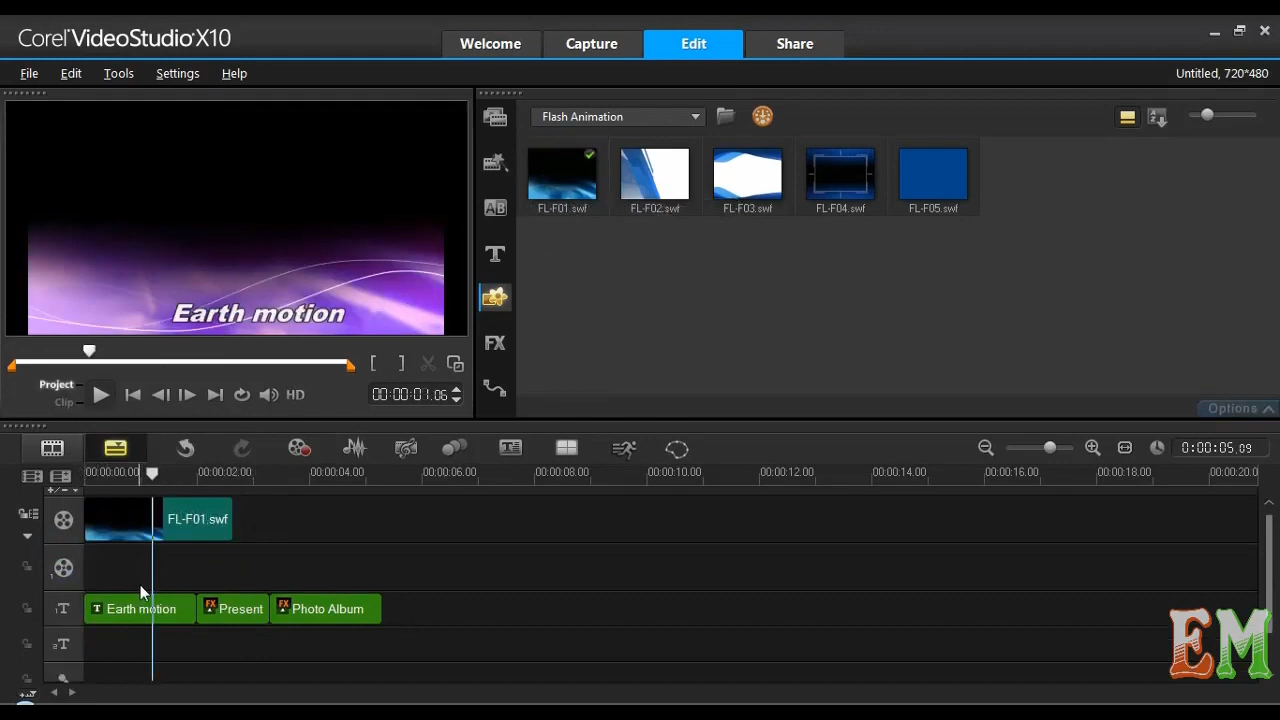 Corel VideoStudio X10
Welcome Capture Edit Share
File Edit Tools Settings Help
Untitled, 720*480
Flash Animation
FL-F01.swf FL-F02.swf FL-F03.swf FL-F04.swf FL-F05.swf
Earth motion
Project
Clip
HD
00:00:01.06
Options
0:00:05.09
00:00:00.00 00:00:02.00 00:00:04.00 00:00:06.00 00:00:08.00 00:00:10.00 00:00:12.00 00:00:14.00 00:00:16.00 00:00:18.00 00:00:20.0
FL-F01.swf
Earth motion Present Photo Album
EM